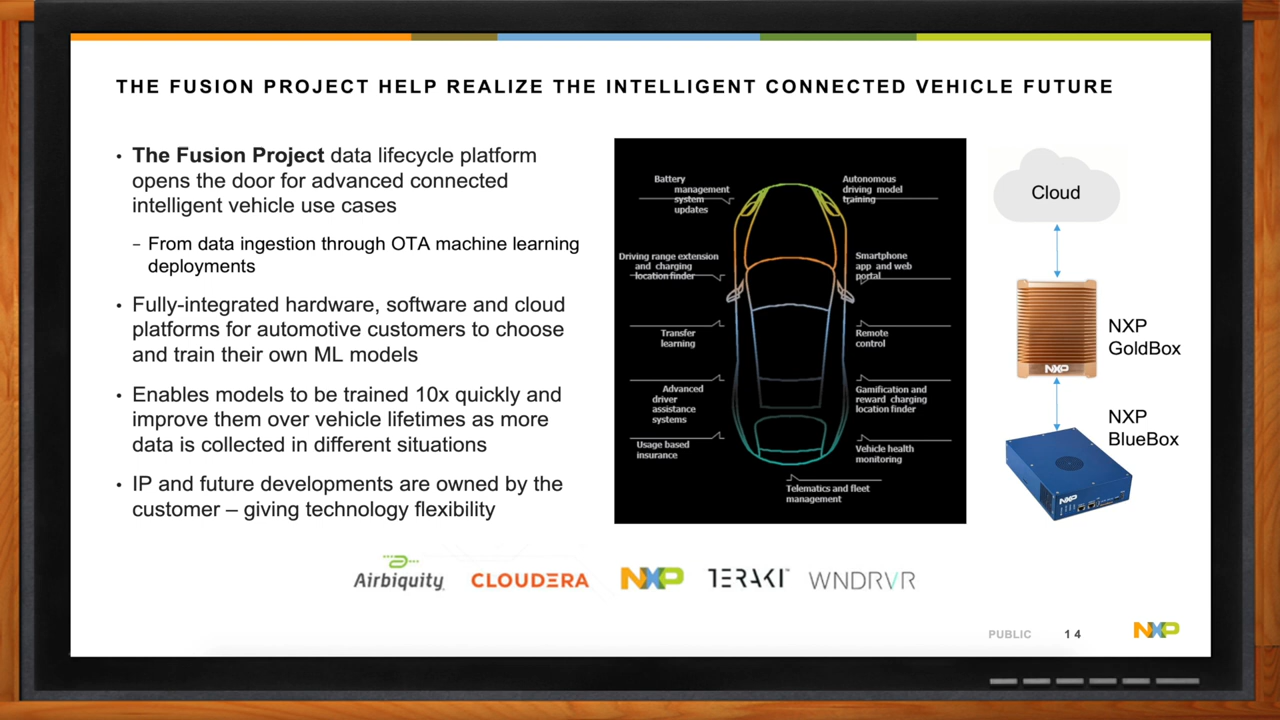 THE FUSION PROJECT HELP REALIZE THE INTELLIGENT CONNECTED VEHICLE FUTURE
• The Fusion Project data lifecycle platform
opens the door for advanced connected
intelligent vehicle use cases
– From data ingestion through OTA machine learning
deployments
• Fully-integrated hardware, software and cloud
platforms for automotive customers to choose
and train their own ML models
• Enables models to be trained 10x quickly and
improve them over vehicle lifetimes as more
data is collected in different situations
• IP and future developments are owned by the
customer – giving technology flexibility
Battery
management
system
updates
Driving range extension
and charging
location finder
Transfer
learning
Advanced
driver
assistance
systems
Usage based
insurance
Autonomous
driving model
training
Smartphone
app and web
portal
Remote
control
Gamification and
reward charging
location finder
Vehicle health
monitoring
Telematics and fleet
management
Cloud
NXP
NXP
GoldBox
NXP
BlueBox
NXP
Airbiquity
CLOUDERA
NXP
TERAKI™
WNDRVR
PUBLIC
14
NXP